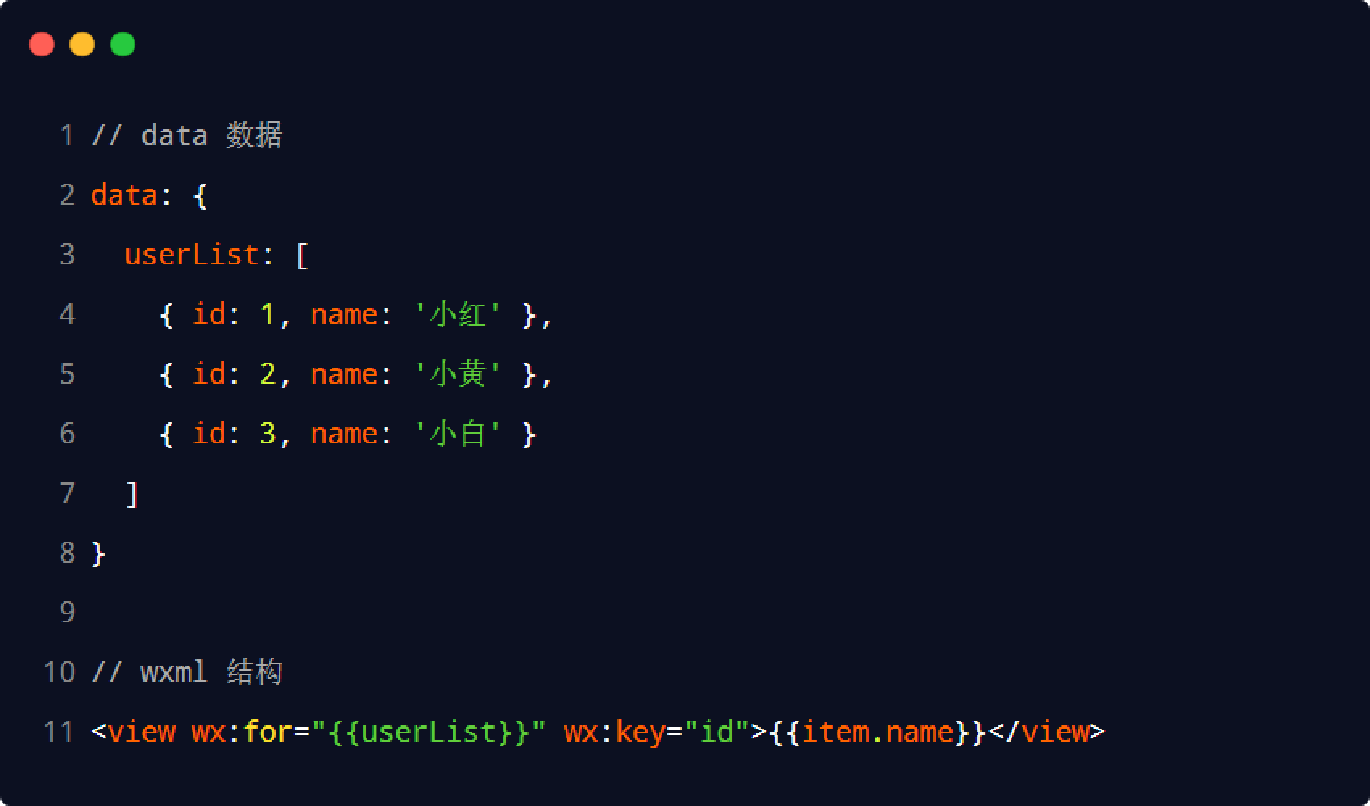 1 // data 数据
2 data: {
3   userList: [
4     { id: 1, name: '小红' },
5     { id: 2, name: '小黄' },
6     { id: 3, name: '小白' }
7   ]
8 }
9
10 // wxml 结构
11 <view wx:for="{{userList}}" wx:key="id">{{item.name}}</view>